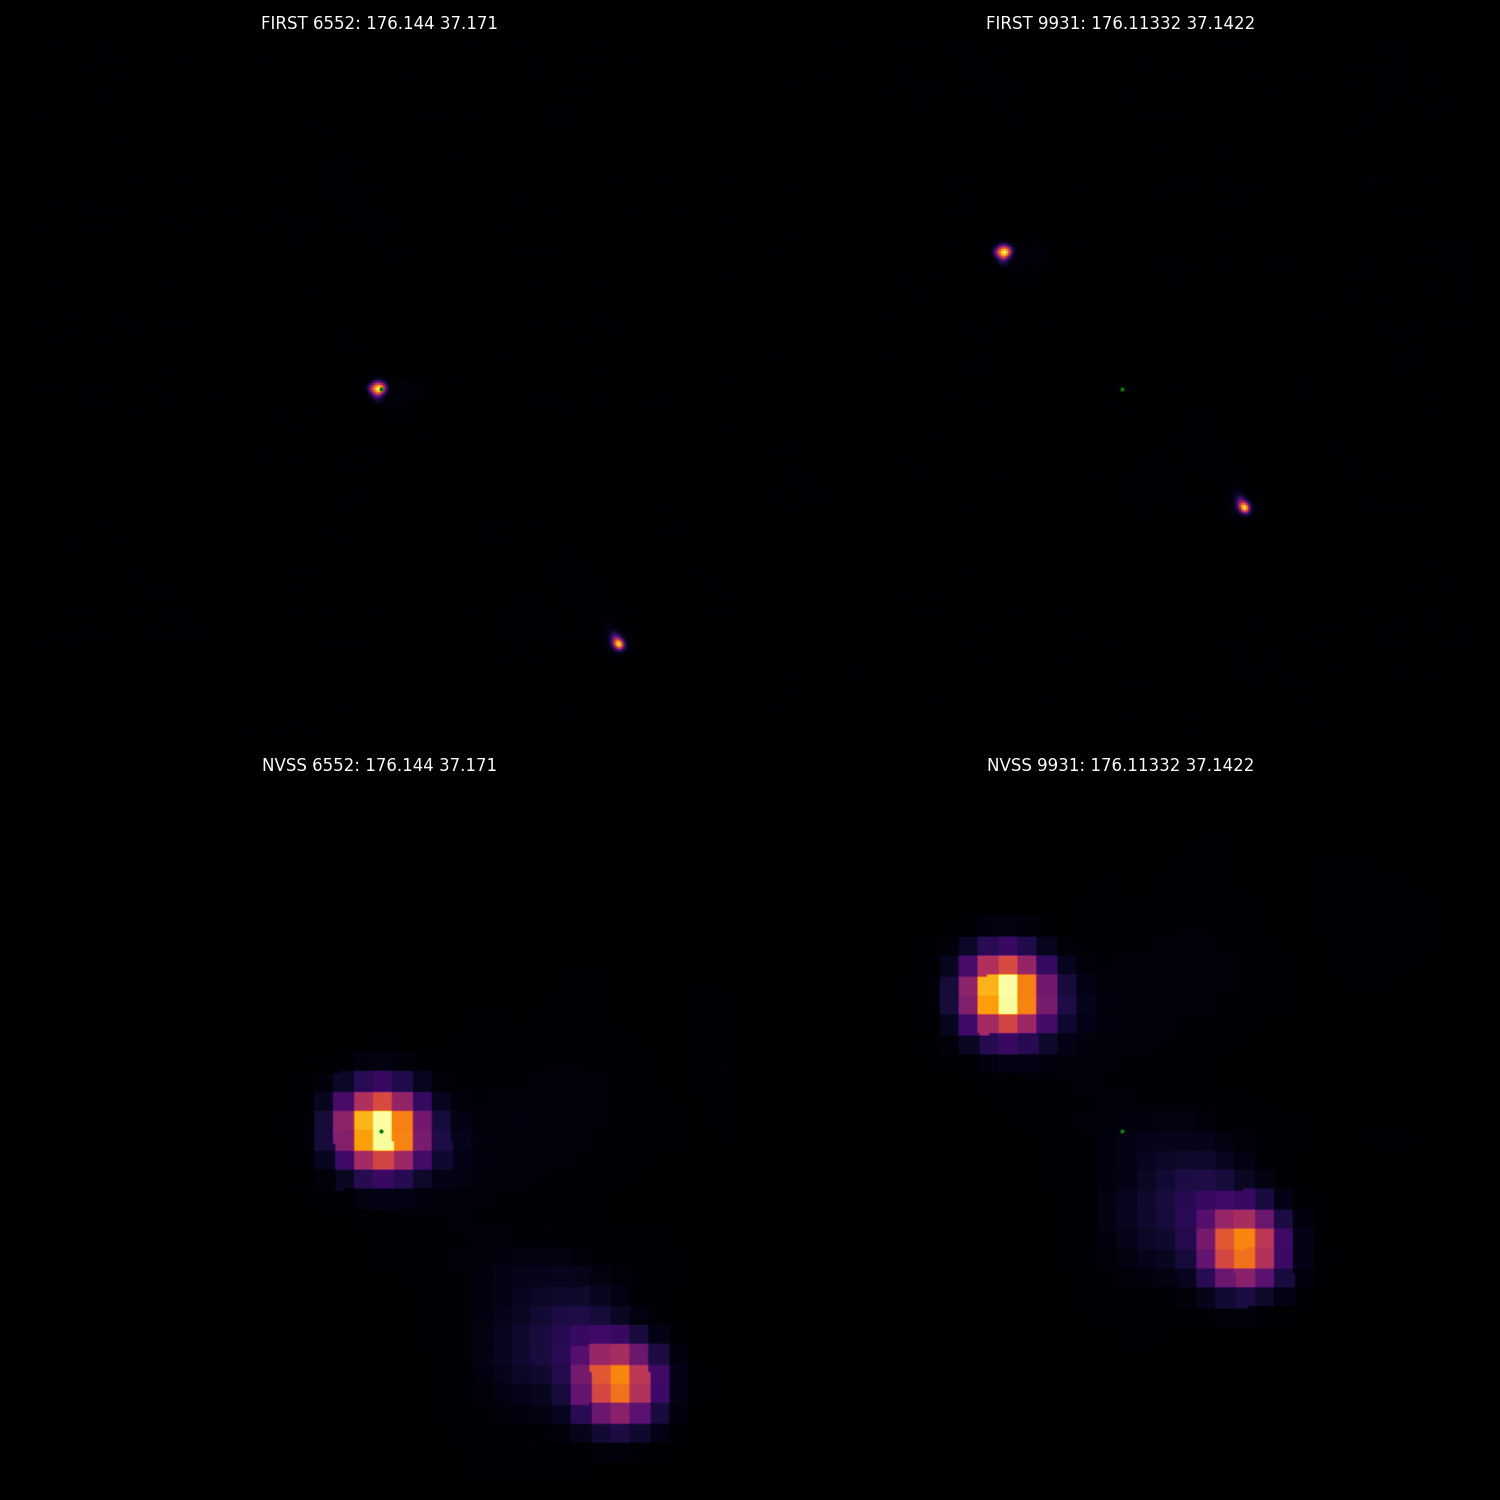 FIRST 6552: 176.144 37.171
FIRST 9931: 176.11332 37.1422
NVSS 6552: 176.144 37.171
NVSS 9931: 176.11332 37.1422